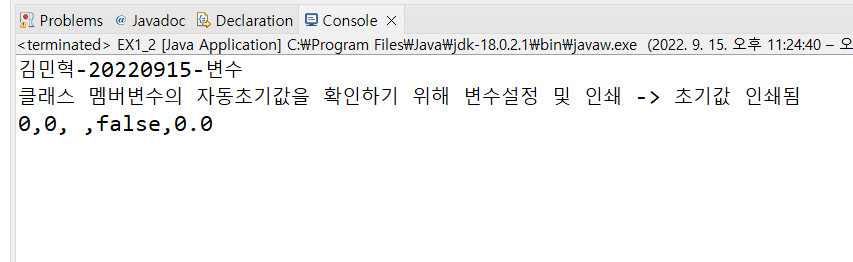 Problems @ Javadoc Declaration Console
<terminated> EX1_2 [Java Application] C:₩Program Files₩Java₩jdk-18.0.2.1₩bin₩javaw.exe (2022. 9. 15. 오후 11:24:40 – 오
김민혁-20220915-변수
클래스 멤버변수의 자동초기값을 확인하기 위해 변수설정 및 인쇄 -> 초기값 인쇄됨
0,0, ,false,0.0